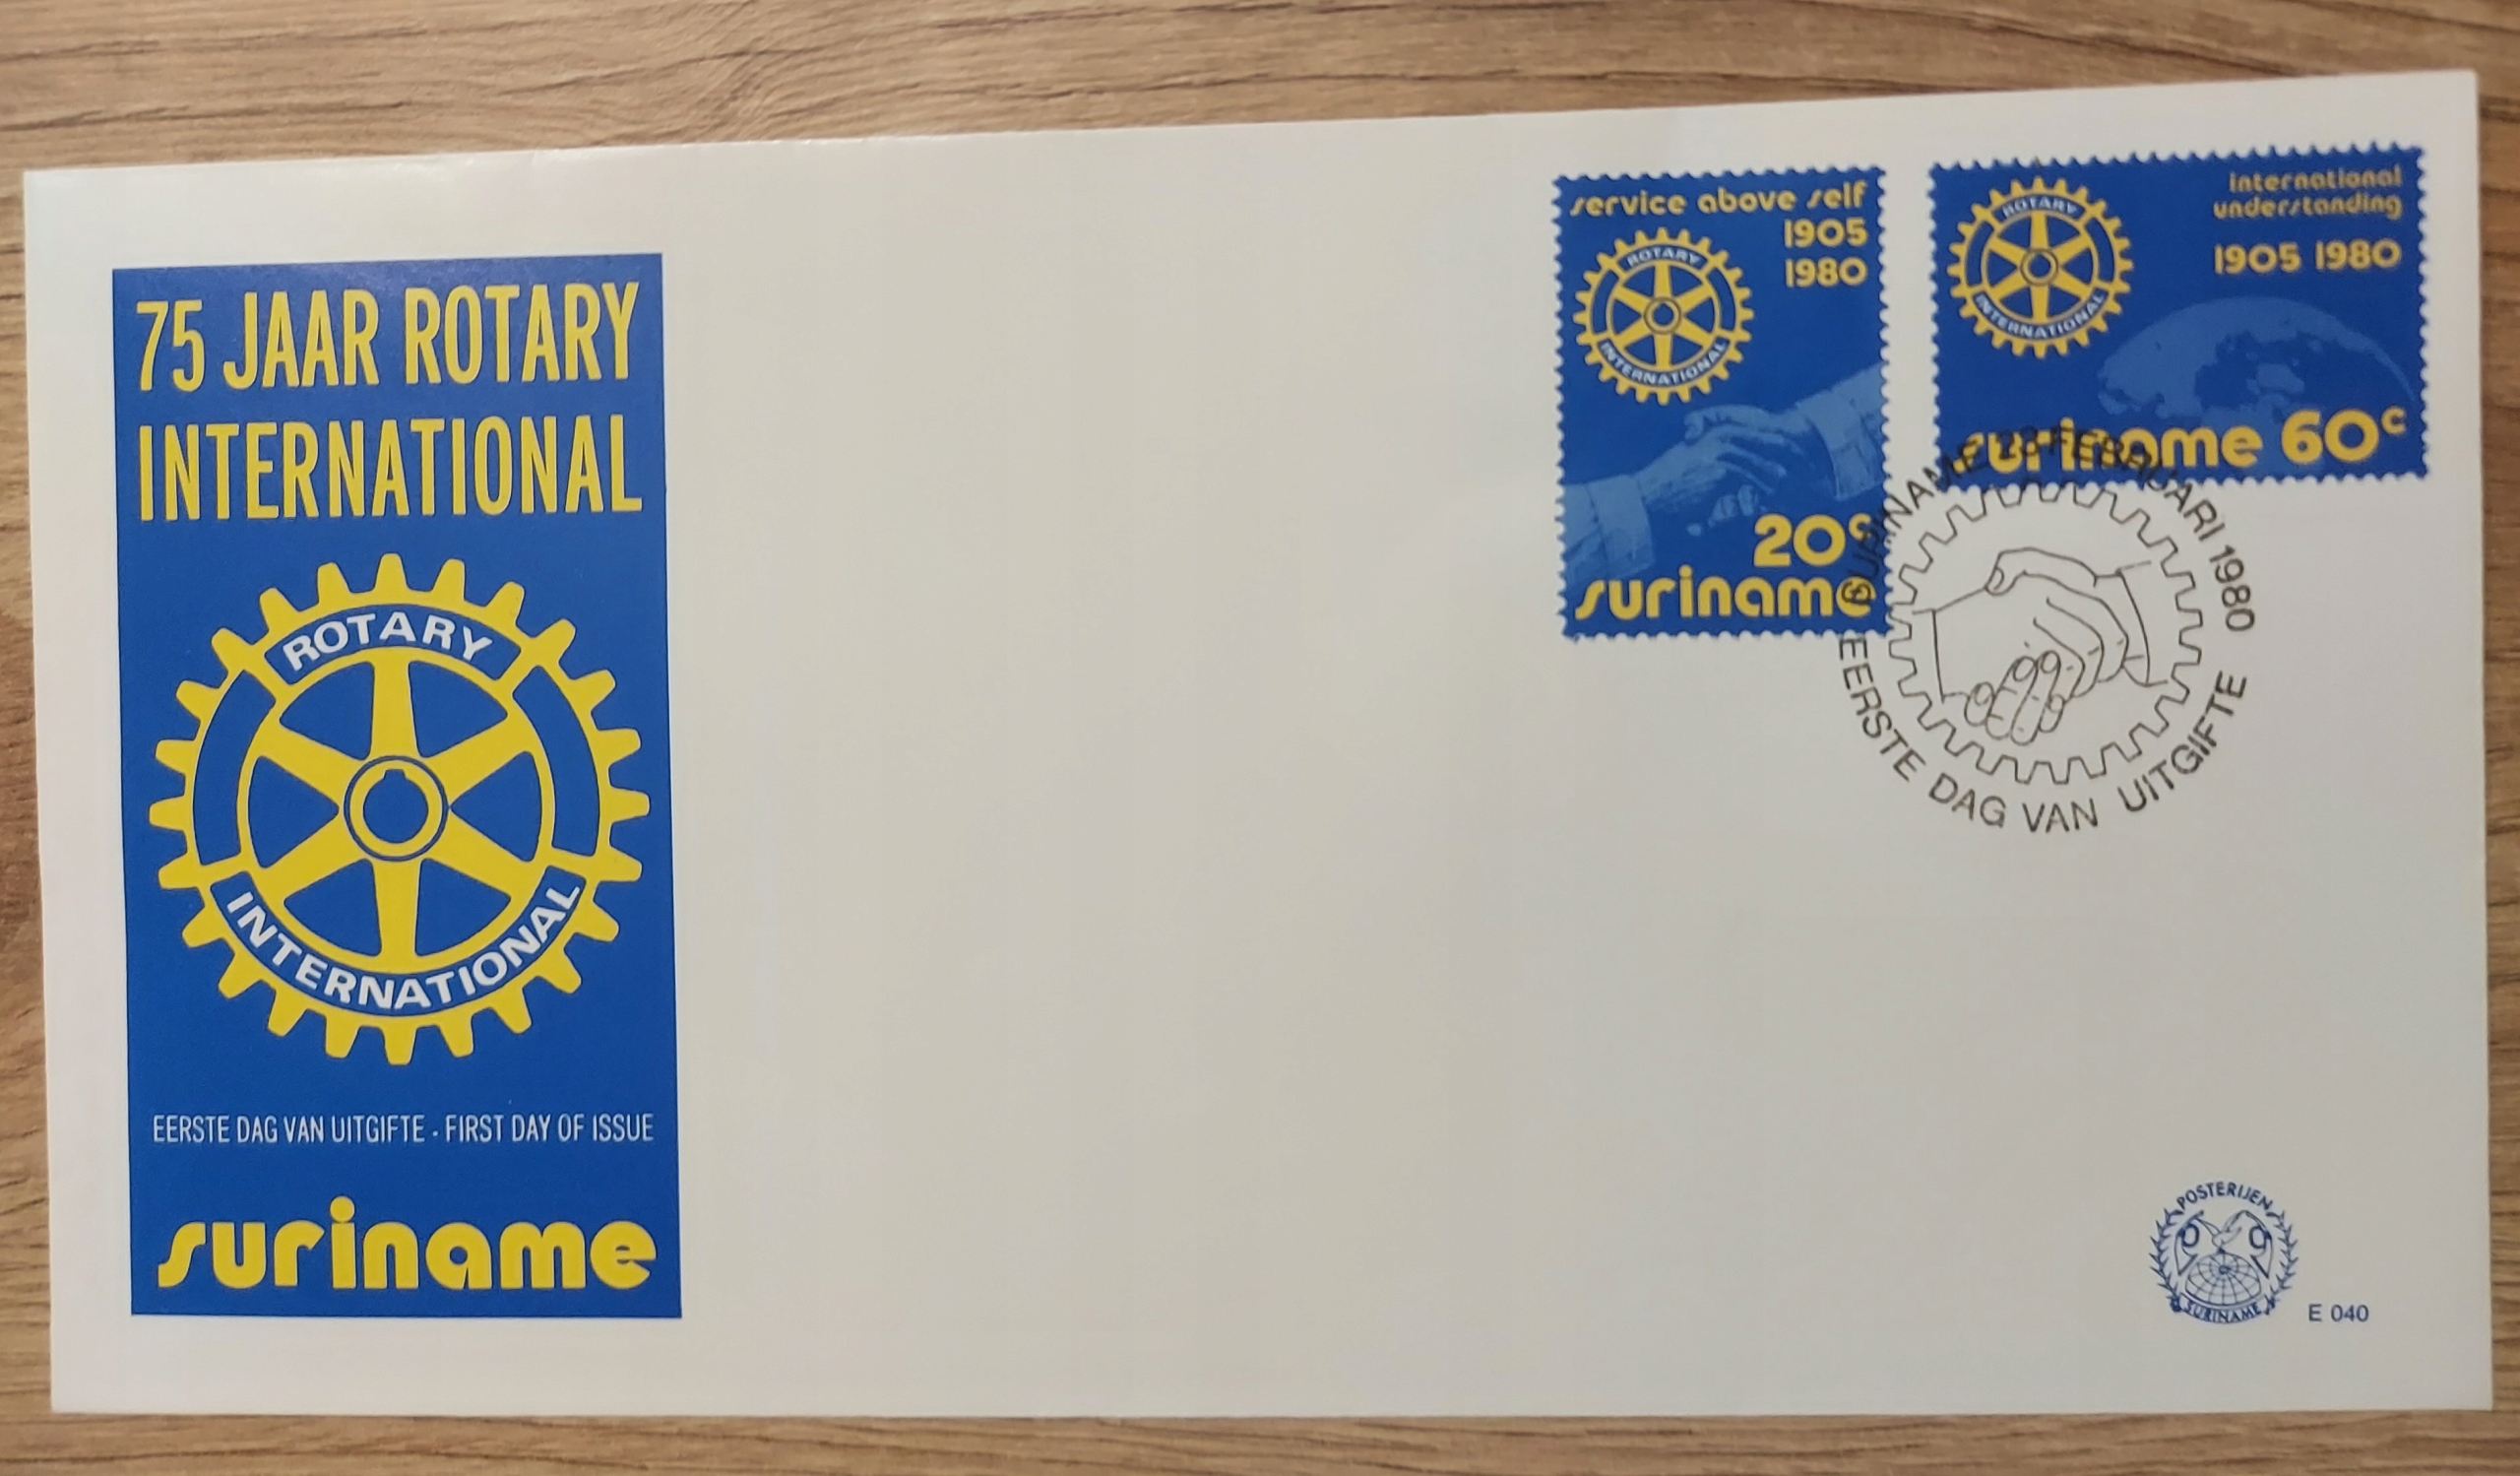 75 JAAR ROTARY
INTERNATIONAL
ROTARY
INTERNATIONAL
EERSTE DAG VAN UITGIFTE - FIRST DAY OF ISSUE
suriname
service above self
1905
1980
ROTARY
INTERNATIONAL
20c
suriname
international
understanding
1905 1980
ROTARY
INTERNATIONAL
suriname 60c
SURINAME 23 FEBRUARI 1980
EERSTE DAG VAN UITGIFTE
POSTERIJEN
SURINAME
E 040